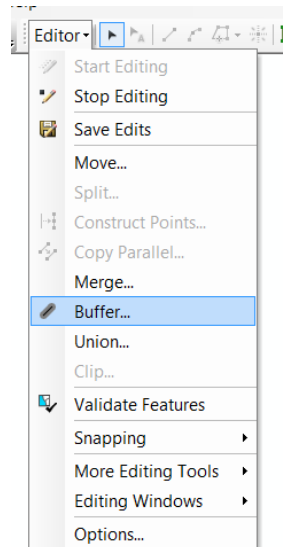 Editor
Start Editing
Stop Editing
Save Edits
Move...
Split...
Construct Points...
Copy Parallel...
Merge...
Buffer...
Union...
Clip...
Validate Features
Snapping
More Editing Tools
Editing Windows
Options...